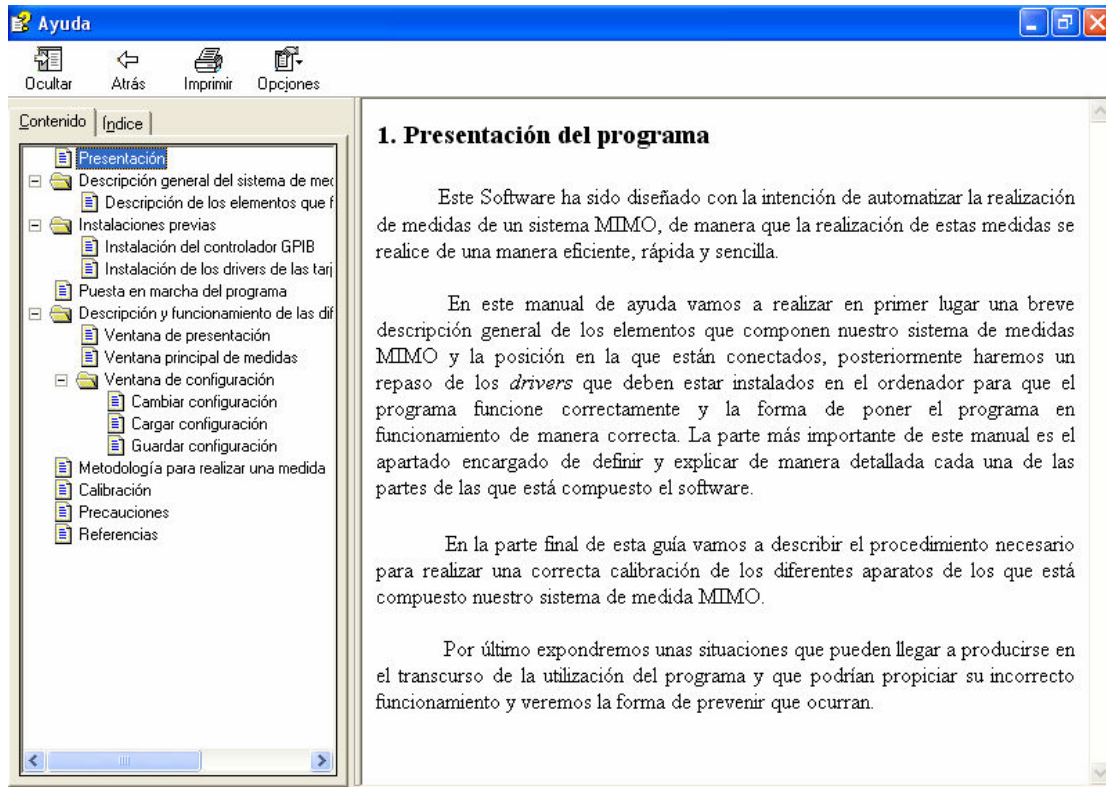 Ayuda
Ocultar Atrás Imprimir Opciones
Contenido Índice
Presentación
Descripción general del sistema de med
Descripción de los elementos que f
Instalaciones previas
Instalación del controlador GPIB
Instalación de los drivers de las tarj
Puesta en marcha del programa
Descripción y funcionamiento de las dif
Ventana de presentación
Ventana principal de medidas
Ventana de configuración
Cambiar configuración
Cargar configuración
Guardar configuración
Metodología para realizar una medida
Calibración
Precauciones
Referencias
1. Presentación del programa
Este Software ha sido diseñado con la intención de automatizar la realización
de medidas de un sistema MIMO, de manera que la realización de estas medidas se
realice de una manera eficiente, rápida y sencilla.
En este manual de ayuda vamos a realizar en primer lugar una breve
descripción general de los elementos que componen nuestro sistema de medidas
MIMO y la posición en la que están conectados, posteriormente haremos un
repaso de los drivers que deben estar instalados en el ordenador para que el
programa funcione correctamente y la forma de poner el programa en
funcionamiento de manera correcta. La parte más importante de este manual es el
apartado encargado de definir y explicar de manera detallada cada una de las
partes de las que está compuesto el software.
En la parte final de esta guía vamos a describir el procedimiento necesario
para realizar una correcta calibración de los diferentes aparatos de los que está
compuesto nuestro sistema de medida MIMO.
Por último expondremos unas situaciones que pueden llegar a producirse en
el transcurso de la utilización del programa y que podrían propiciar su incorrecto
funcionamiento y veremos la forma de prevenir que ocurran.